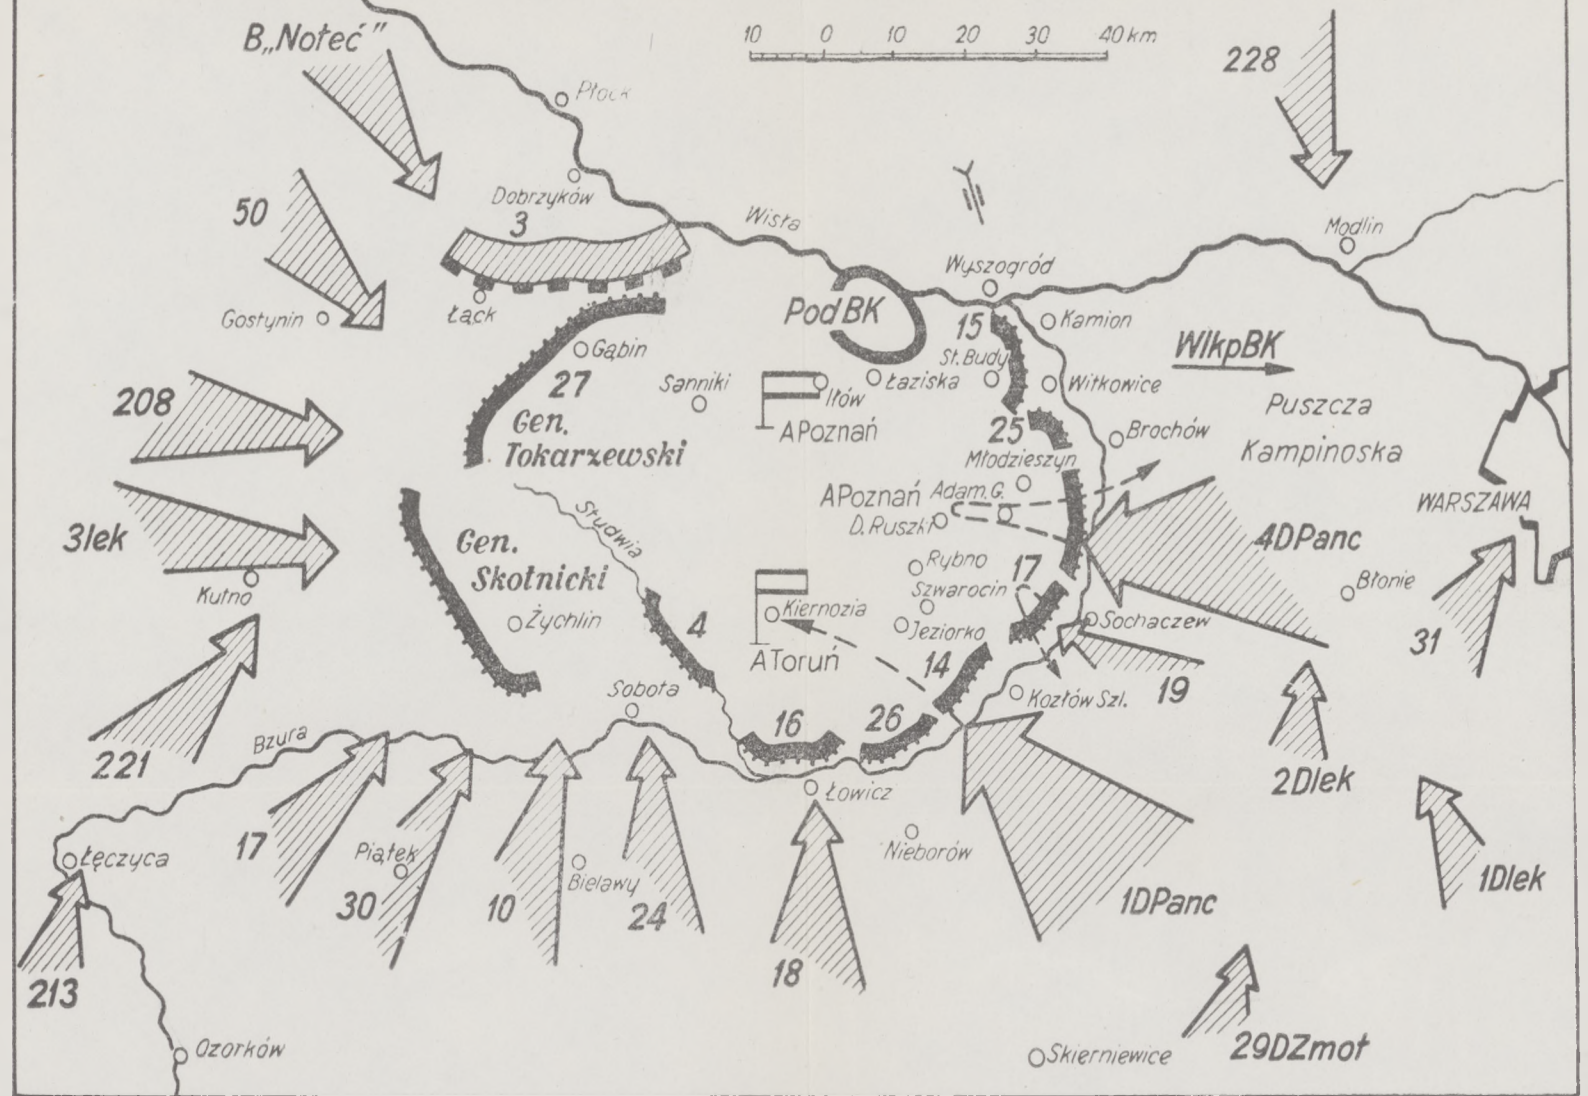 B„Noteć”
10 0 10 20 30 40 km
228
Płock
50
Dobrzyków
3
Wisła
Modlin
Wyszogród
Gostynin
Łąck
Pod BK
15
Kamion
WlkpBK
Gąbin
St. Budy
27
Sanniki
Iłów
Łaziska
Witkowice
208
Puszcza
Kampinoska
Gen.
Tokarzewski
APoznań
25
Brochów
Młodzieszyn
3lek
Studwia
APoznań
Adam. G.
D. Ruszki
WARSZAWA
Gen.
Skotnicki
4DPanc
Rybno
17
Szwarocin
Błonie
Kutno
Żychlin
4
Kiernozia
Jeziorko
Sochaczew
31
AToruń
14
19
Sobota
Kozłów Szl.
221
Bzura
16
26
2Dlek
Łowicz
17
Piątek
Nieborów
Łęczyca
Bielawy
1Dlek
30
10
24
1DPanc
18
213
Ozorków
Skierniewice
29DZmot